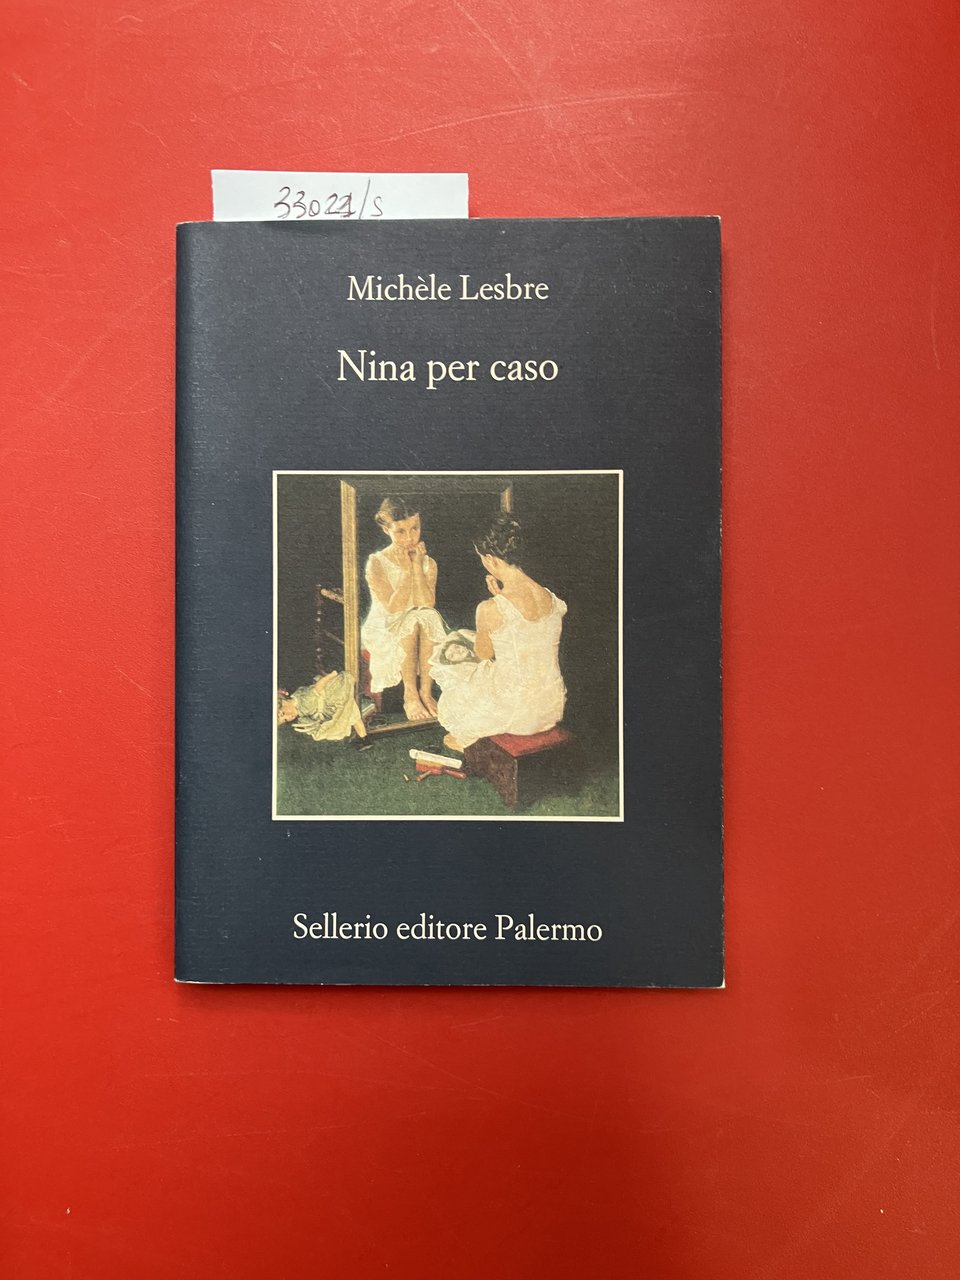 33021/s
Michèle Lesbre
Nina per caso
Sellerio editore Palermo